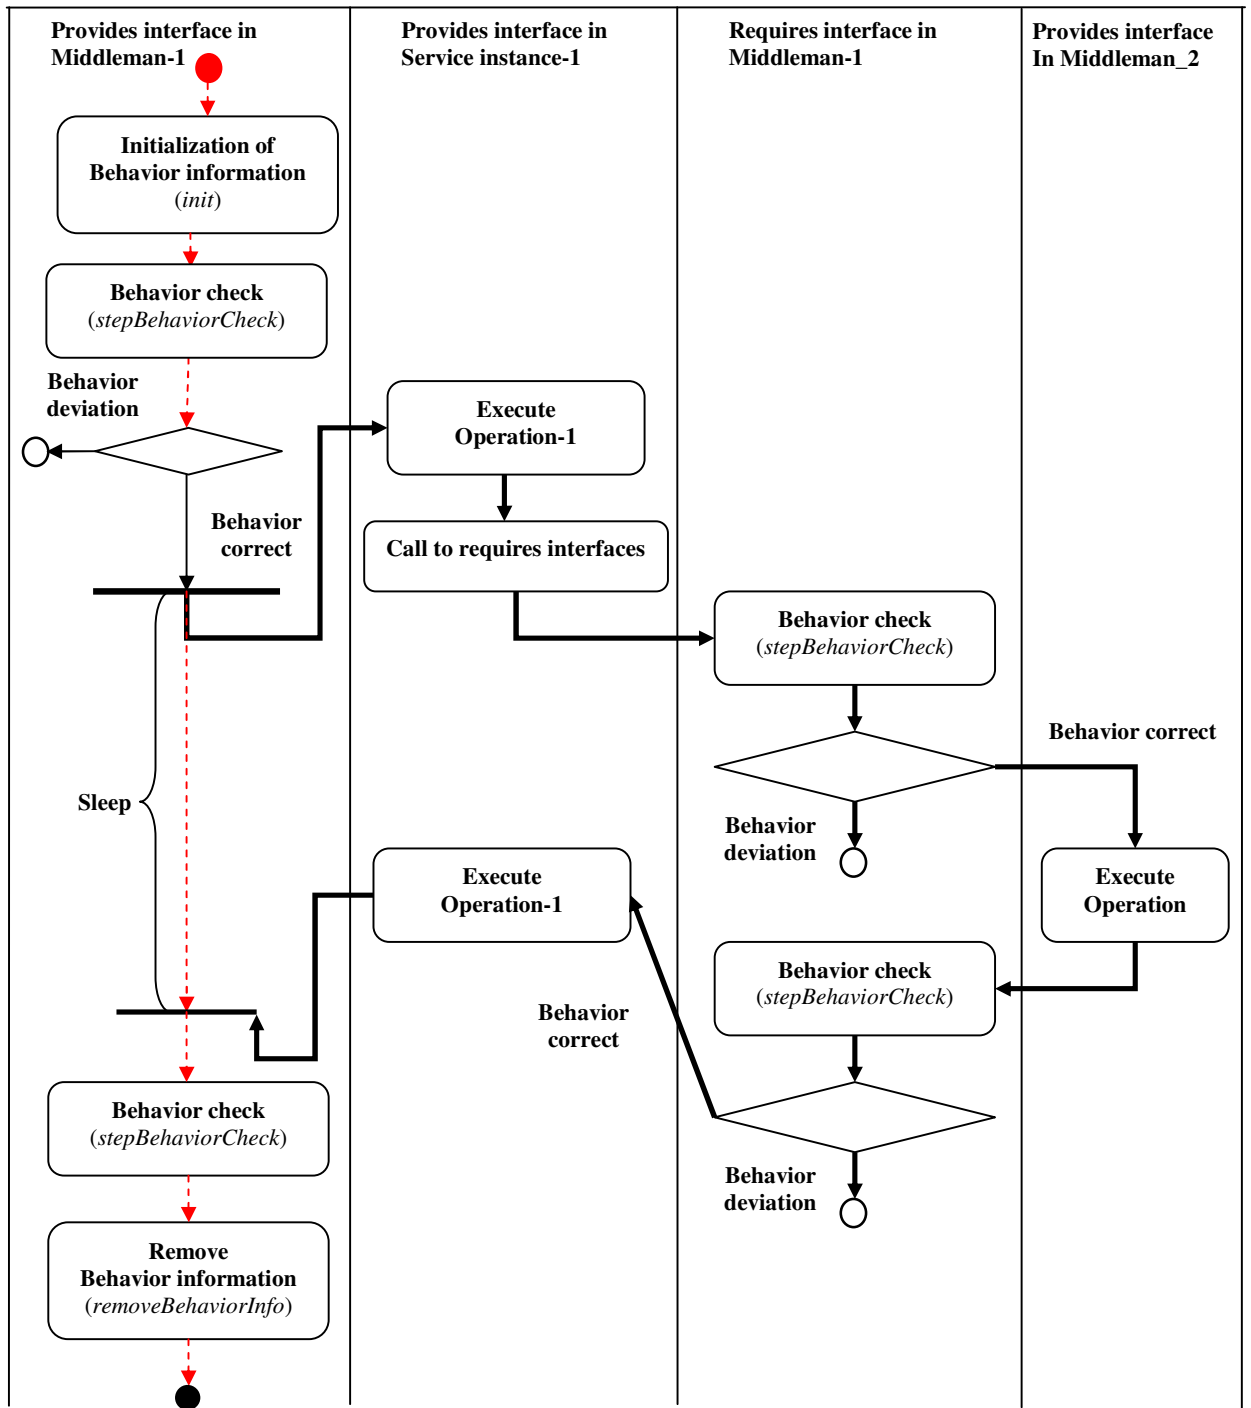 Provides interface in
Middleman-1
Provides interface in
Service instance-1
Requires interface in
Middleman-1
Provides interface
In Middleman_2
Initialization of
Behavior information
(init)
Behavior check
(stepBehaviorCheck)
Behavior
deviation
Execute
Operation-1
Behavior
correct
Call to requires interfaces
Behavior check
(stepBehaviorCheck)
Behavior correct
Sleep
Behavior
deviation
Execute
Operation-1
Execute
Operation
Behavior check
(stepBehaviorCheck)
Behavior
correct
Behavior check
(stepBehaviorCheck)
Behavior
deviation
Remove
Behavior information
(removeBehaviorInfo)